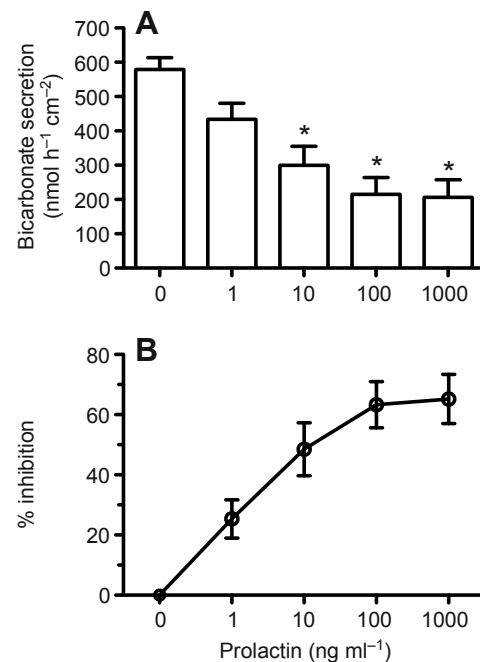 A
Bicarbonate secretion
(nmol h⁻¹ cm⁻²)
700
600
500
400
300
200
100
0
* * *
0 1 10 100 1000
B
% inhibition
80
60
40
20
0
0 1 10 100 1000
Prolactin (ng ml⁻¹)